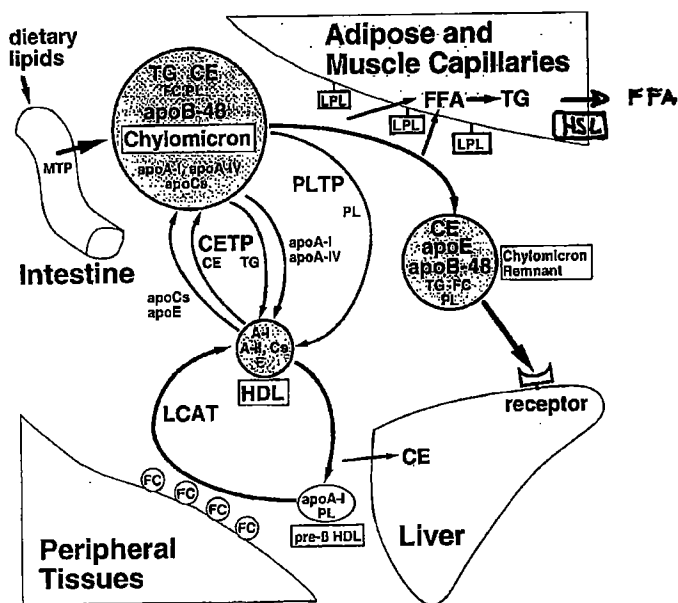 dietary
lipids
MTP
Intestine
TG CE
FC PL
apoB-48
Chylomicron
apoA-I, apoA-IV
apoCs
Adipose and
Muscle Capillaries
LPL
LPL
LPL
FFA
TG
FFA
HSL
PLTP
PL
CETP
CE TG
apoA-I
apoA-IV
apoCs
apoE
CE
apoE
apoB-48
TG FC
PL
Chylomicron
Remnant
A-I
A-II, Cs
E
HDL
receptor
LCAT
CE
FC
FC
FC
FC
apoA-I
PL
pre-β HDL
Liver
Peripheral
Tissues